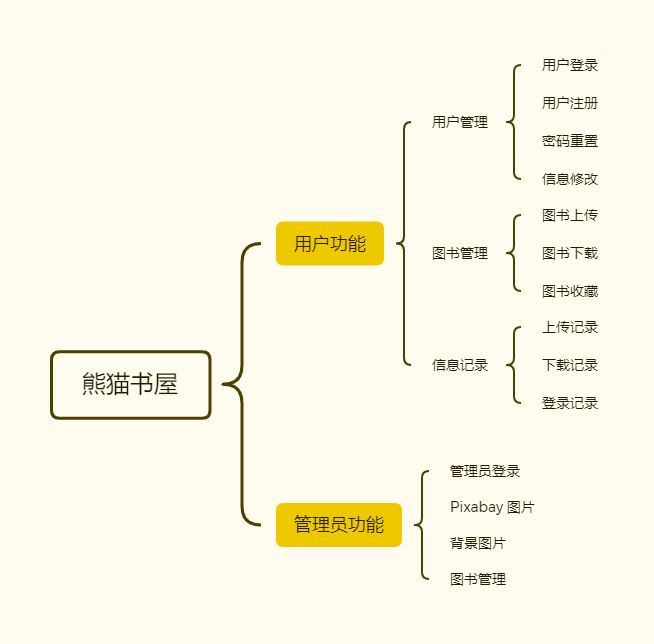 熊猫书屋
用户功能
用户管理
用户登录
用户注册
密码重置
信息修改
图书管理
图书上传
图书下载
图书收藏
信息记录
上传记录
下载记录
登录记录
管理员功能
管理员登录
Pixabay 图片
背景图片
图书管理